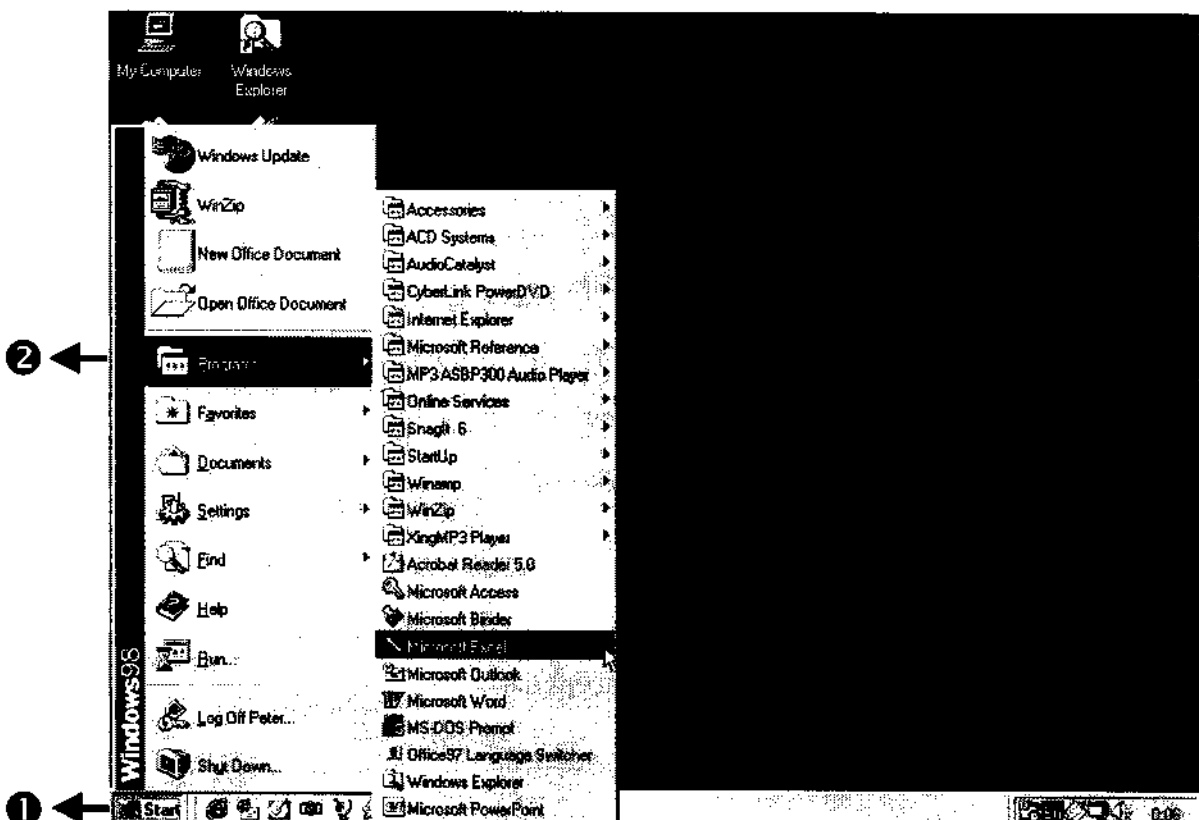 My Computer
Windows
Explorer
Windows Update
WinZip
New Office Document
Open Office Document
Programs
Favorites
Documents
Settings
Find
Help
Run...
Log Off Peter...
Shut Down...
Windows98
Accessories
ACD Systems
AudioCatalyst
CyberLink PowerDVD
Internet Explorer
Microsoft Reference
MP3 ASBP300 Audio Player
Online Services
SnagIt 6
StartUp
Winamp
WinZip
XingMP3 Player
Acrobat Reader 5.0
Microsoft Access
Microsoft Binder
Microsoft Excel
Microsoft Outlook
Microsoft Word
MS-DOS Prompt
Office97 Language Switcher
Windows Explorer
Microsoft PowerPoint
2
1
Start